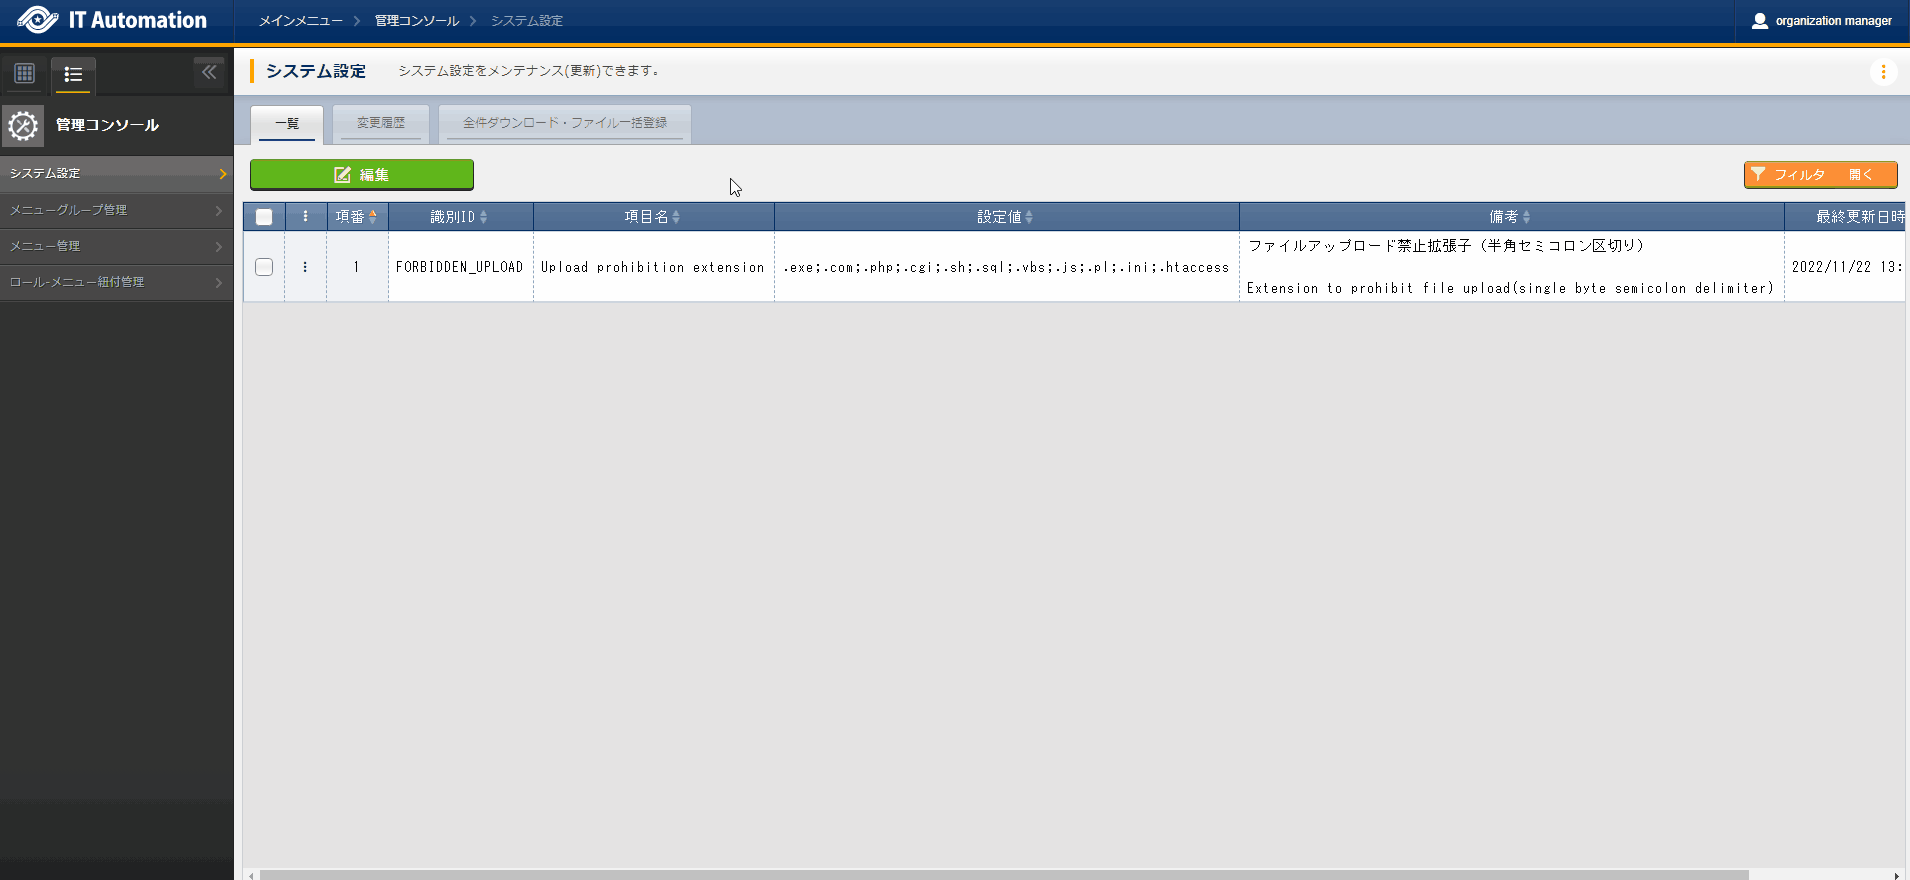 IT Automation
メインメニュー
管理コンソール
システム設定
organization manager
管理コンソール
システム設定
メニューグループ管理
メニュー管理
ロール-メニュー紐付管理
システム設定
システム設定をメンテナンス(更新)できます。
一覧
変更履歴
全件ダウンロード・ファイル一括登録
編集
フィルタ 開く
項番 識別ID 項目名 設定値 備考 最終更新日時
1 FORBIDDEN_UPLOAD Upload prohibition extension .exe;.com;.php;.cgi;.sh;.sql;.vbs;.js;.pl;.ini;.htaccess
ファイルアップロード禁止拡張子（半角セミコロン区切り）
Extension to prohibit file upload(single byte semicolon delimiter)
2022/11/22 13: